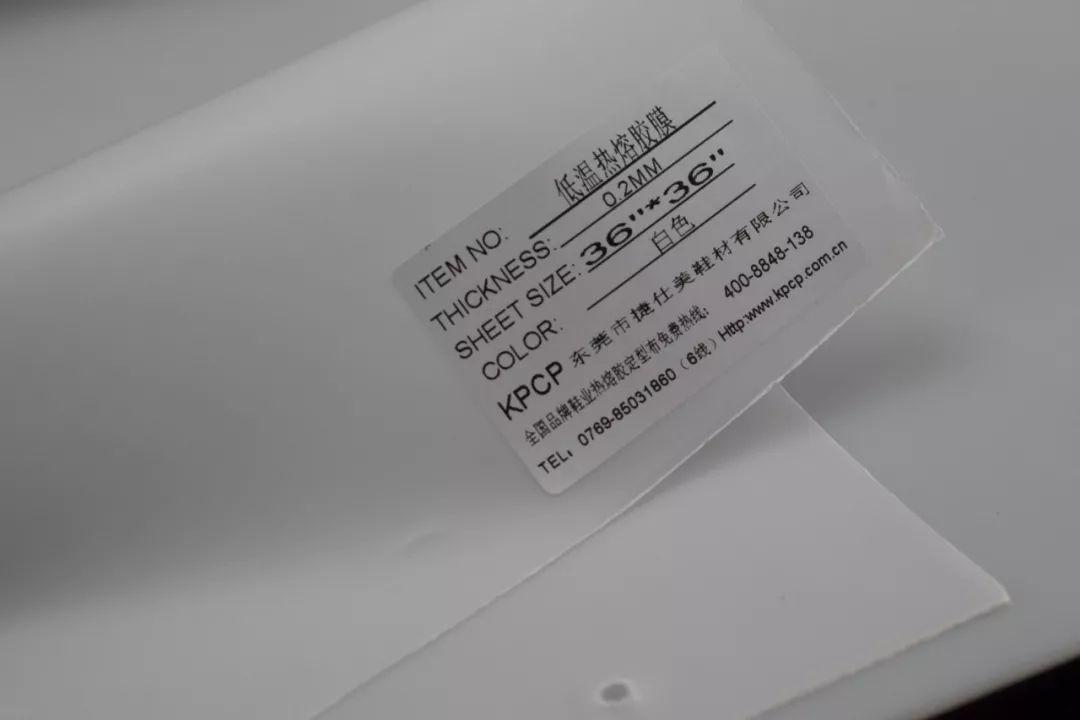 ITEM NO: 低温热熔胶膜
THICKNESS: 0.2MM
SHEET SIZE: 36"*36"
COLOR: 白色
KPCP 东莞市捷仕美鞋材有限公司
全国品牌鞋业热熔胶定型布免费热线: 400-8848-138
TEL: 0769-85031860(6线)Http:www.kpcp.com.cn